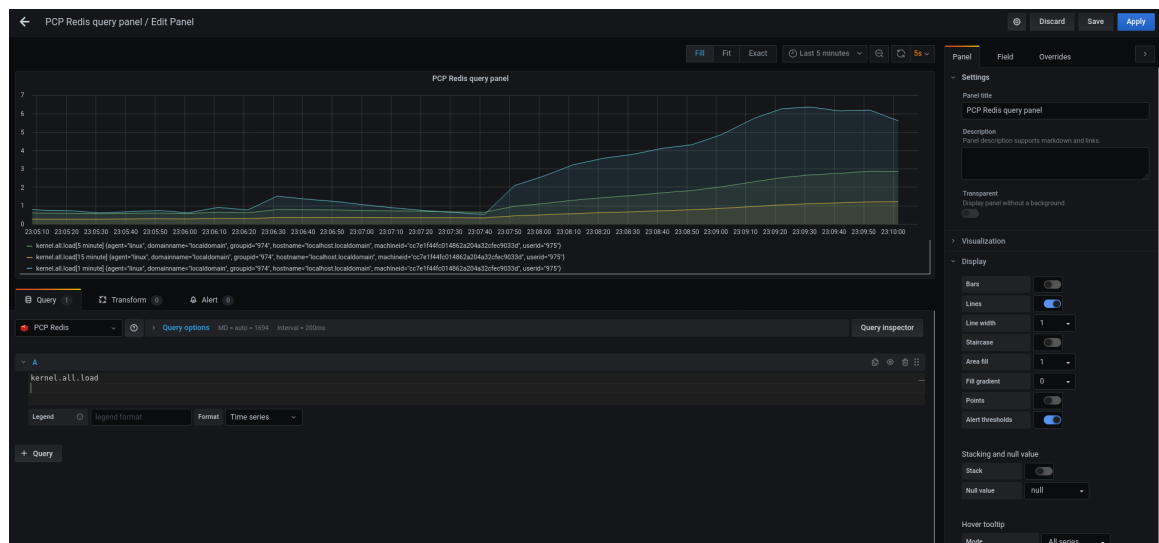 PCP Redis query panel / Edit Panel
Discard Save Apply
Fill Fit Exact Last 5 minutes 5s
PCP Redis query panel
7
6
5
4
3
2
1
0
23:05:10 23:05:20 23:05:30 23:05:40 23:05:50 23:06:00 23:06:10 23:06:20 23:06:30 23:06:40 23:06:50 23:07:00 23:07:10 23:07:20 23:07:30 23:07:40 23:07:50 23:08:00 23:08:10 23:08:20 23:08:30 23:08:40 23:08:50 23:09:00 23:09:10 23:09:20 23:09:30 23:09:40 23:09:50 23:10:00
kernel.all.load[5 minute] {agent="linux", domainname="localdomain", groupid="974", hostname="localhost.localdomain", machineid="cc7e1f44fc014862a204a32cfec9033d", userid="975"}
kernel.all.load[15 minute] {agent="linux", domainname="localdomain", groupid="974", hostname="localhost.localdomain", machineid="cc7e1f44fc014862a204a32cfec9033d", userid="975"}
kernel.all.load[1 minute] {agent="linux", domainname="localdomain", groupid="974", hostname="localhost.localdomain", machineid="cc7e1f44fc014862a204a32cfec9033d", userid="975"}
Query 1 Transform 0 Alert 0
PCP Redis Query options MD = auto = 1694 Interval = 200ms Query inspector
A
kernel.all.load
Legend legend format Format Time series
+ Query
Panel Field Overrides
Settings
Panel title
PCP Redis query panel
Description
Panel description supports markdown and links.
Transparent
Display panel without a background.
Visualization
Display
Bars
Lines
Line width 1
Staircase
Area fill 1
Fill gradient 0
Points
Alert thresholds
Stacking and null value
Stack
Null value null
Hover tooltip
Mode All series